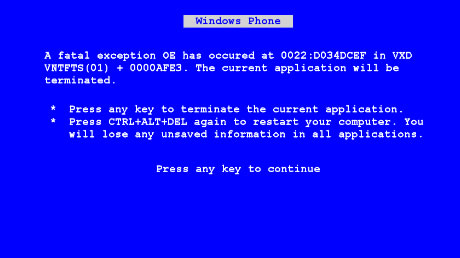 Windows Phone
A fatal exception OE has occured at 0022:D034DCEF in VXD
VNTFTS(01) + 0000AFE3. The current application will be
terminated.
* Press any key to terminate the current application.
* Press CTRL+ALT+DEL again to restart your computer. You
will lose any unsaved information in all applications.
Press any key to continue